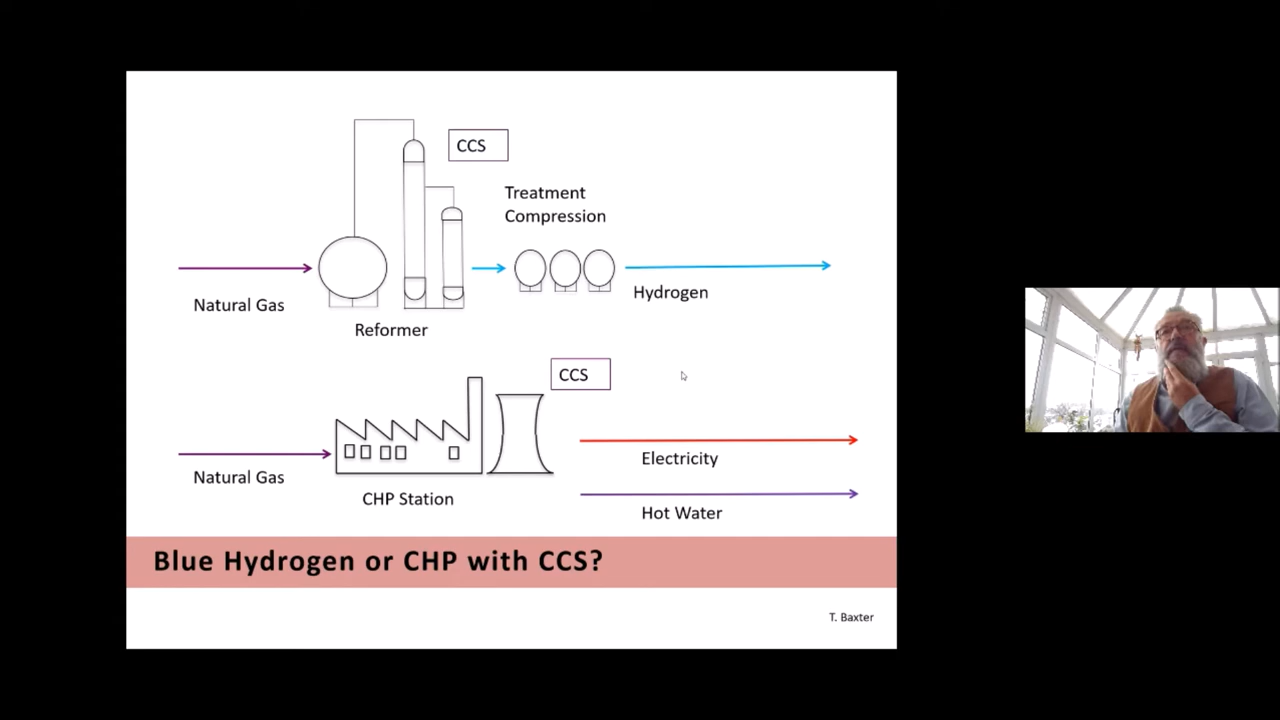 CCS
Treatment
Compression
Natural Gas
Hydrogen
Reformer
CCS
Natural Gas
Electricity
CHP Station
Hot Water
Blue Hydrogen or CHP with CCS?
T. Baxter